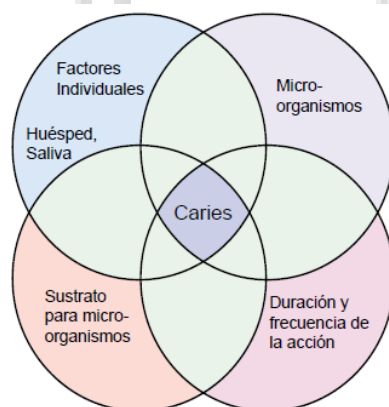 Factores
Individuales
Huésped,
Saliva
Micro-
organismos
Caries
Sustrato
para micro-
organismos
Duración y
frecuencia de
la acción